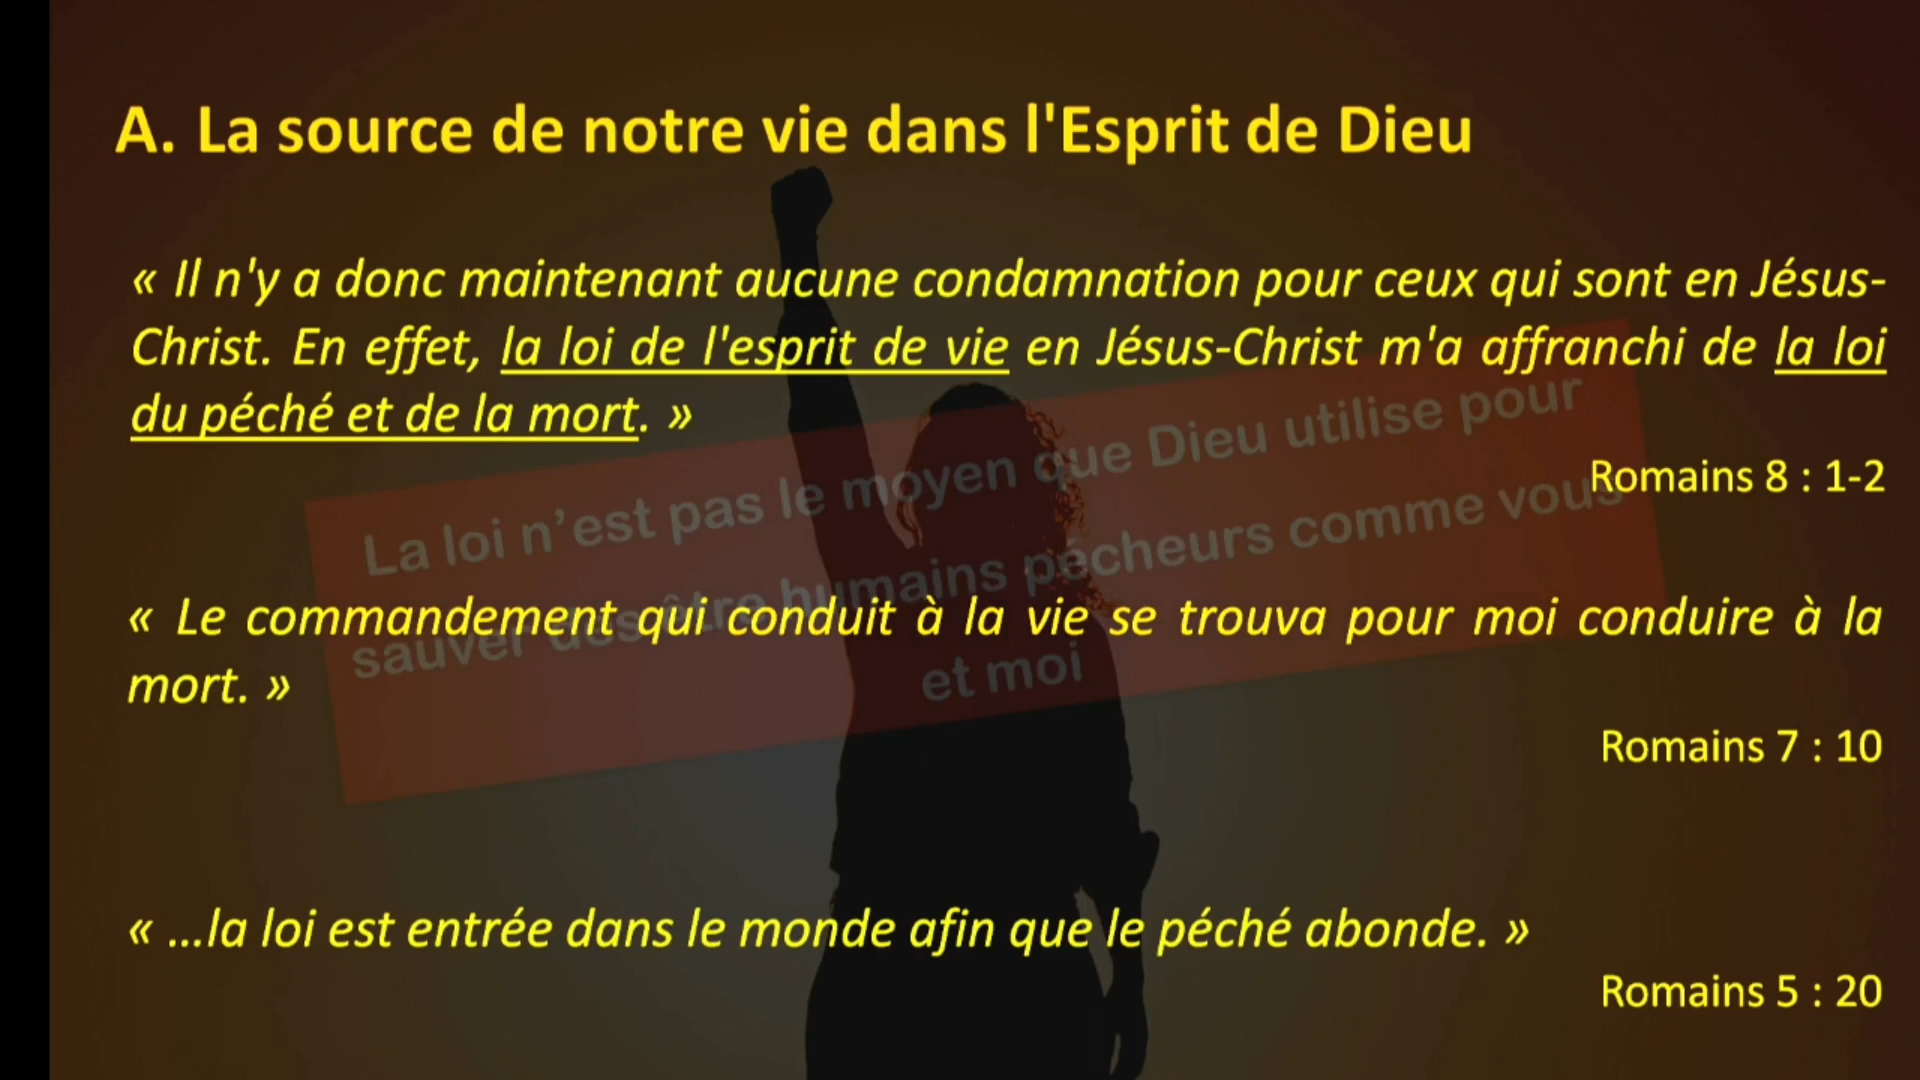 A. La source de notre vie dans l'Esprit de Dieu
« Il n'y a donc maintenant aucune condamnation pour ceux qui sont en Jésus-
Christ. En effet, la loi de l'esprit de vie en Jésus-Christ m'a affranchi de la loi
du péché et de la mort. »
Romains 8 : 1-2
La loi n’est pas le moyen que Dieu utilise pour
sauver des être humains pécheurs comme vous
et moi
« Le commandement qui conduit à la vie se trouva pour moi conduire à la
mort. »
Romains 7 : 10
« ...la loi est entrée dans le monde afin que le péché abonde. »
Romains 5 : 20